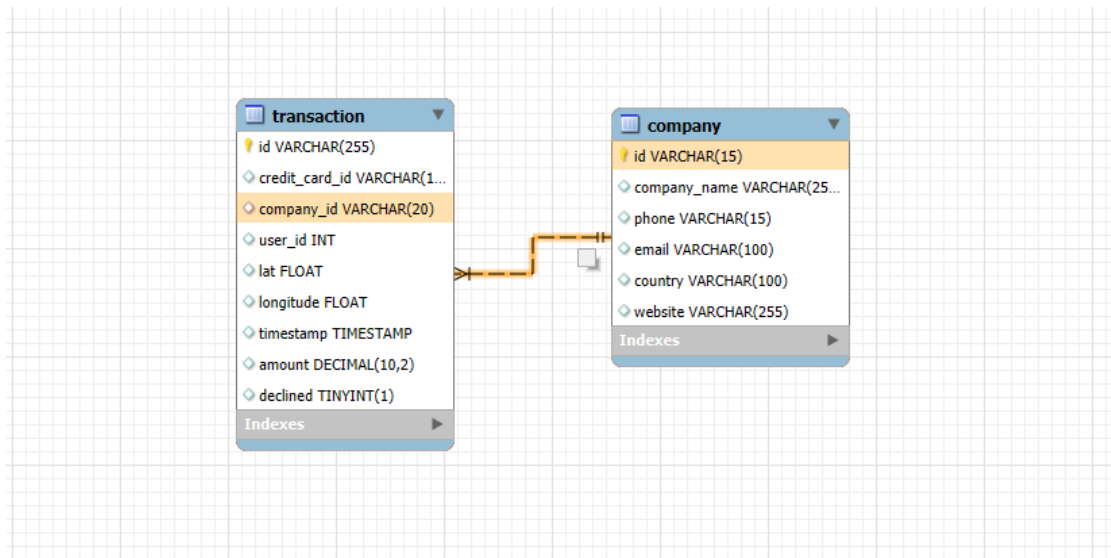 transaction
id VARCHAR(255)
credit_card_id VARCHAR(1...
company_id VARCHAR(20)
user_id INT
lat FLOAT
longitude FLOAT
timestamp TIMESTAMP
amount DECIMAL(10,2)
declined TINYINT(1)
Indexes
company
id VARCHAR(15)
company_name VARCHAR(25...
phone VARCHAR(15)
email VARCHAR(100)
country VARCHAR(100)
website VARCHAR(255)
Indexes